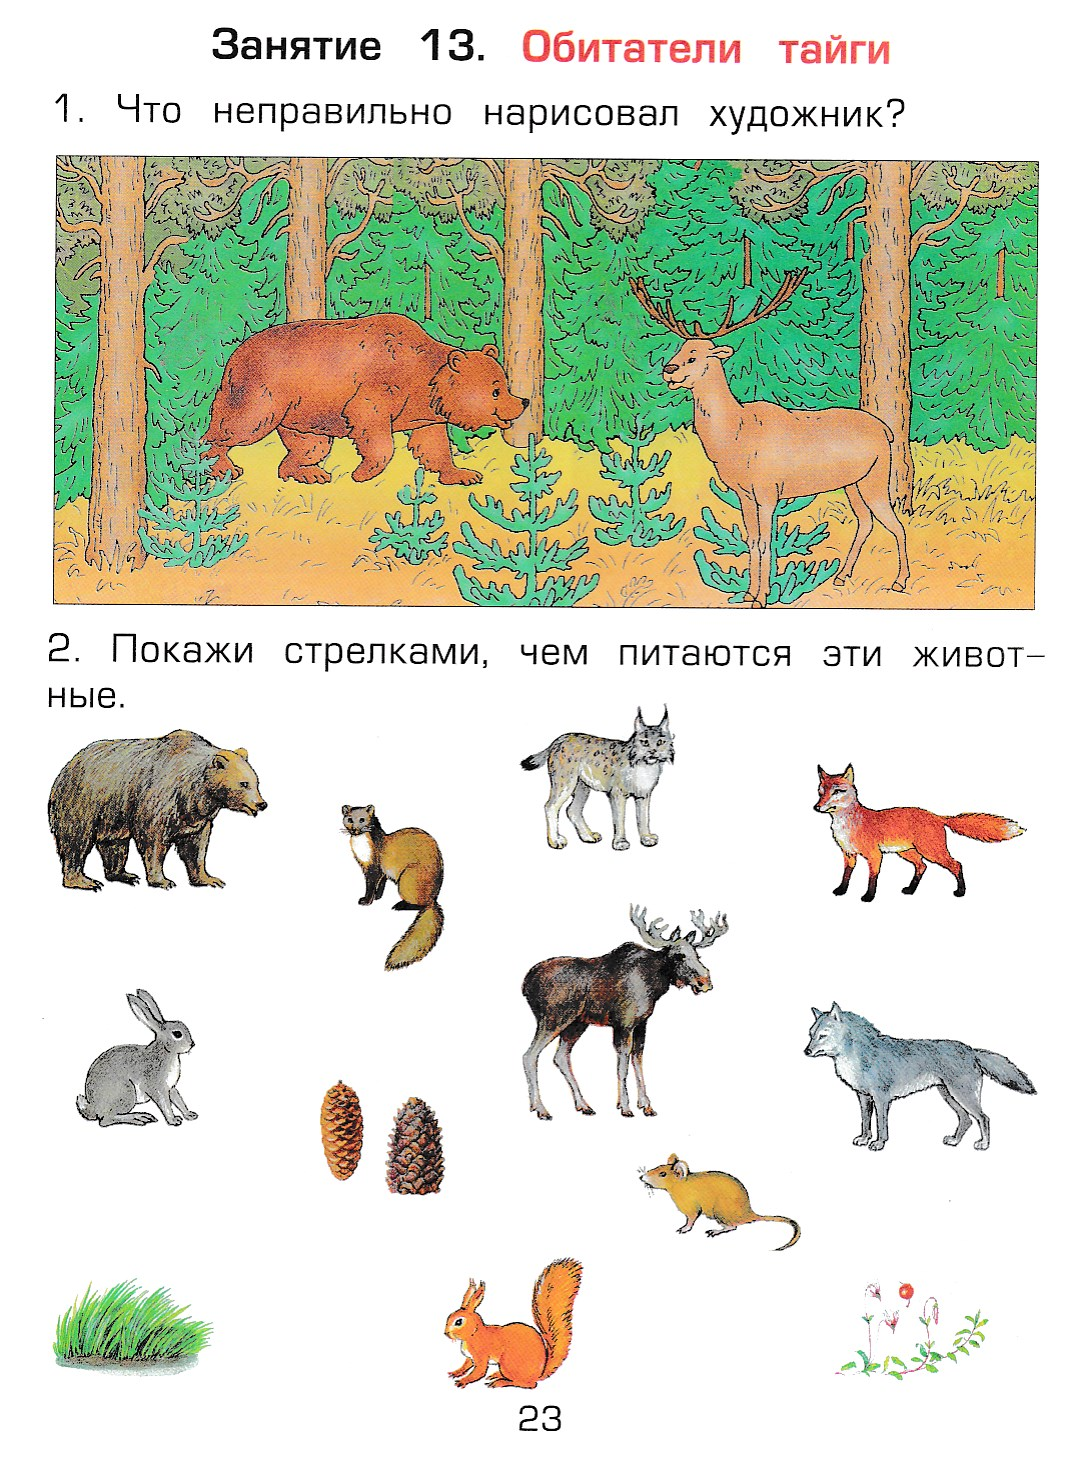 Занятие 13. Обитатели тайги
1. Что неправильно нарисовал художник?
2. Покажи стрелками, чем питаются эти живот-
ные.
23